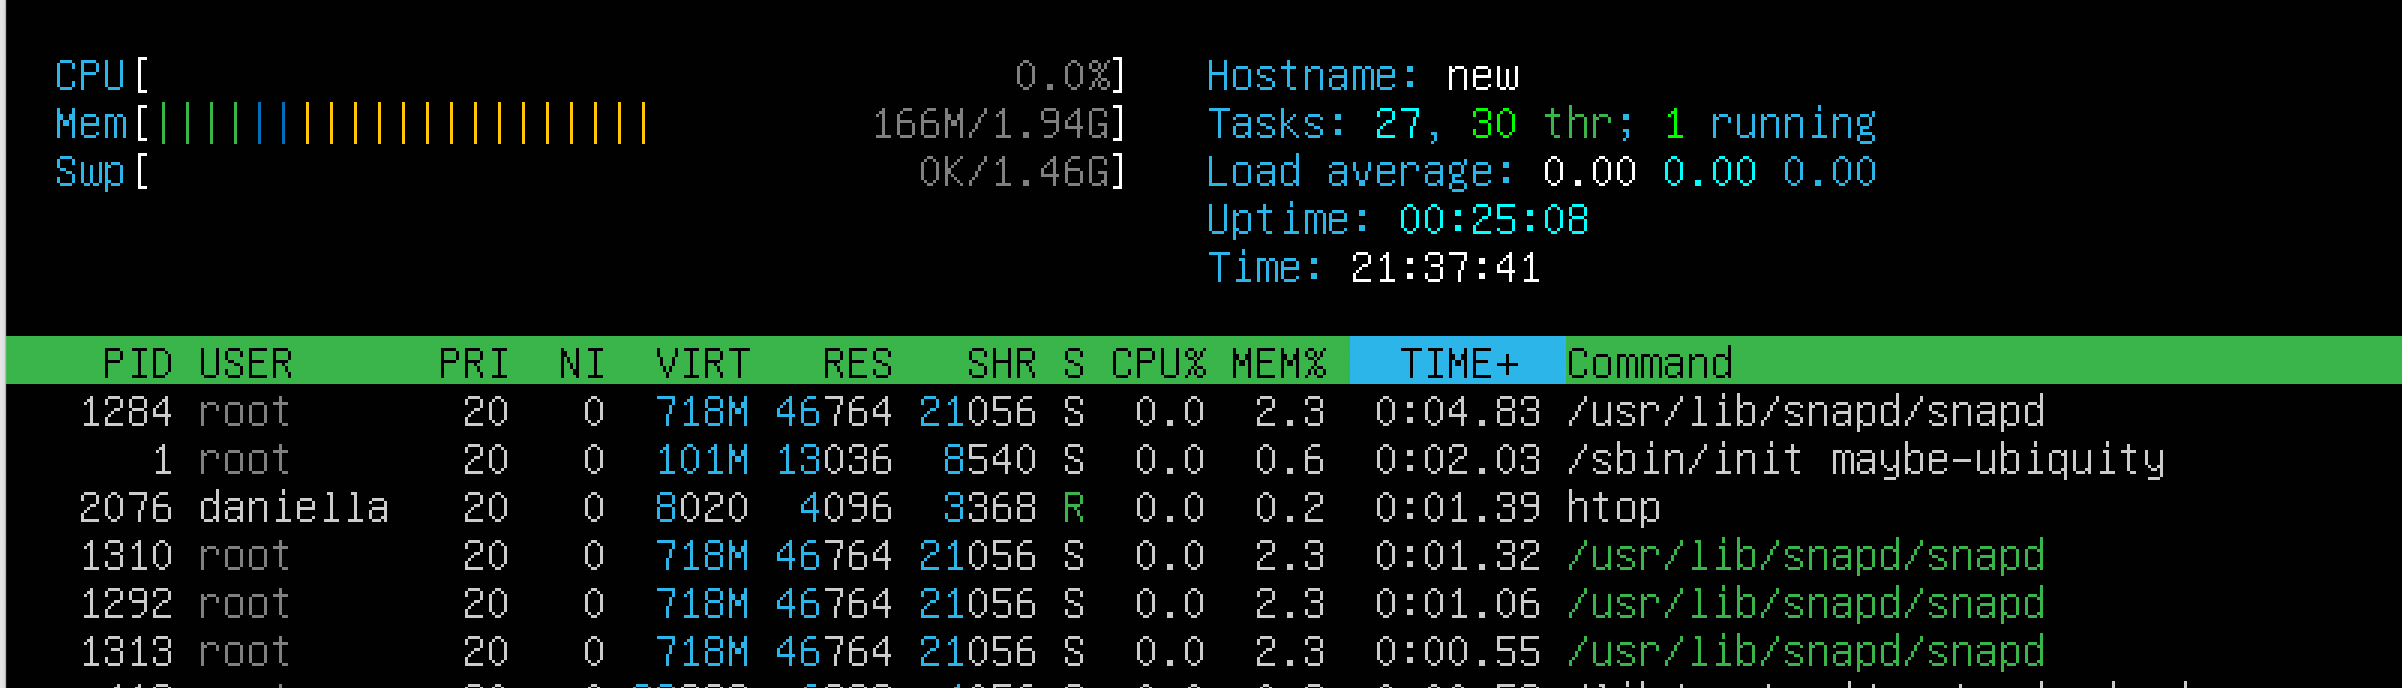 CPU[ 0.0%] Hostname: new
Mem[||||||||||||||||||||| 166M/1.94G] Tasks: 27, 30 thr; 1 running
Swp[ 0K/1.46G] Load average: 0.00 0.00 0.00
Uptime: 00:25:08
Time: 21:37:41
PID USER PRI NI VIRT RES SHR S CPU% MEM% TIME+ Command
1284 root 20 0 718M 46764 21056 S 0.0 2.3 0:04.83 /usr/lib/snapd/snapd
1 root 20 0 101M 13036 8540 S 0.0 0.6 0:02.03 /sbin/init maybe-ubiquity
2076 daniella 20 0 8020 4096 3368 R 0.0 0.2 0:01.39 htop
1310 root 20 0 718M 46764 21056 S 0.0 2.3 0:01.32 /usr/lib/snapd/snapd
1292 root 20 0 718M 46764 21056 S 0.0 2.3 0:01.06 /usr/lib/snapd/snapd
1313 root 20 0 718M 46764 21056 S 0.0 2.3 0:00.55 /usr/lib/snapd/snapd